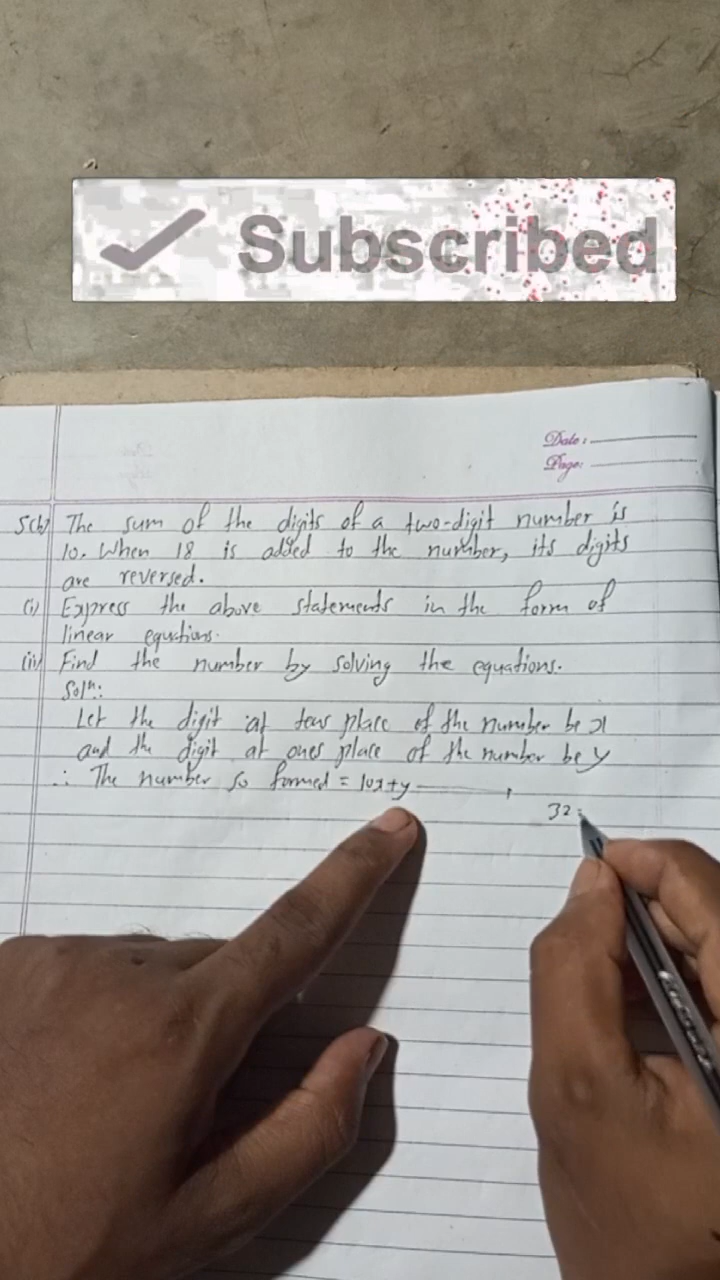 Subscribed
Date:
Page:
5(b) The sum of the digits of a two-digit number is
10. When 18 is added to the number, its digits
are reversed.
(i) Express the above statements in the form of
linear equations.
(ii) Find the number by solving the equations.
Solⁿ:
Let the digit at tens place of the number be x
and the digit at ones place of the number be y
∴ The number so formed = 10x+y
32